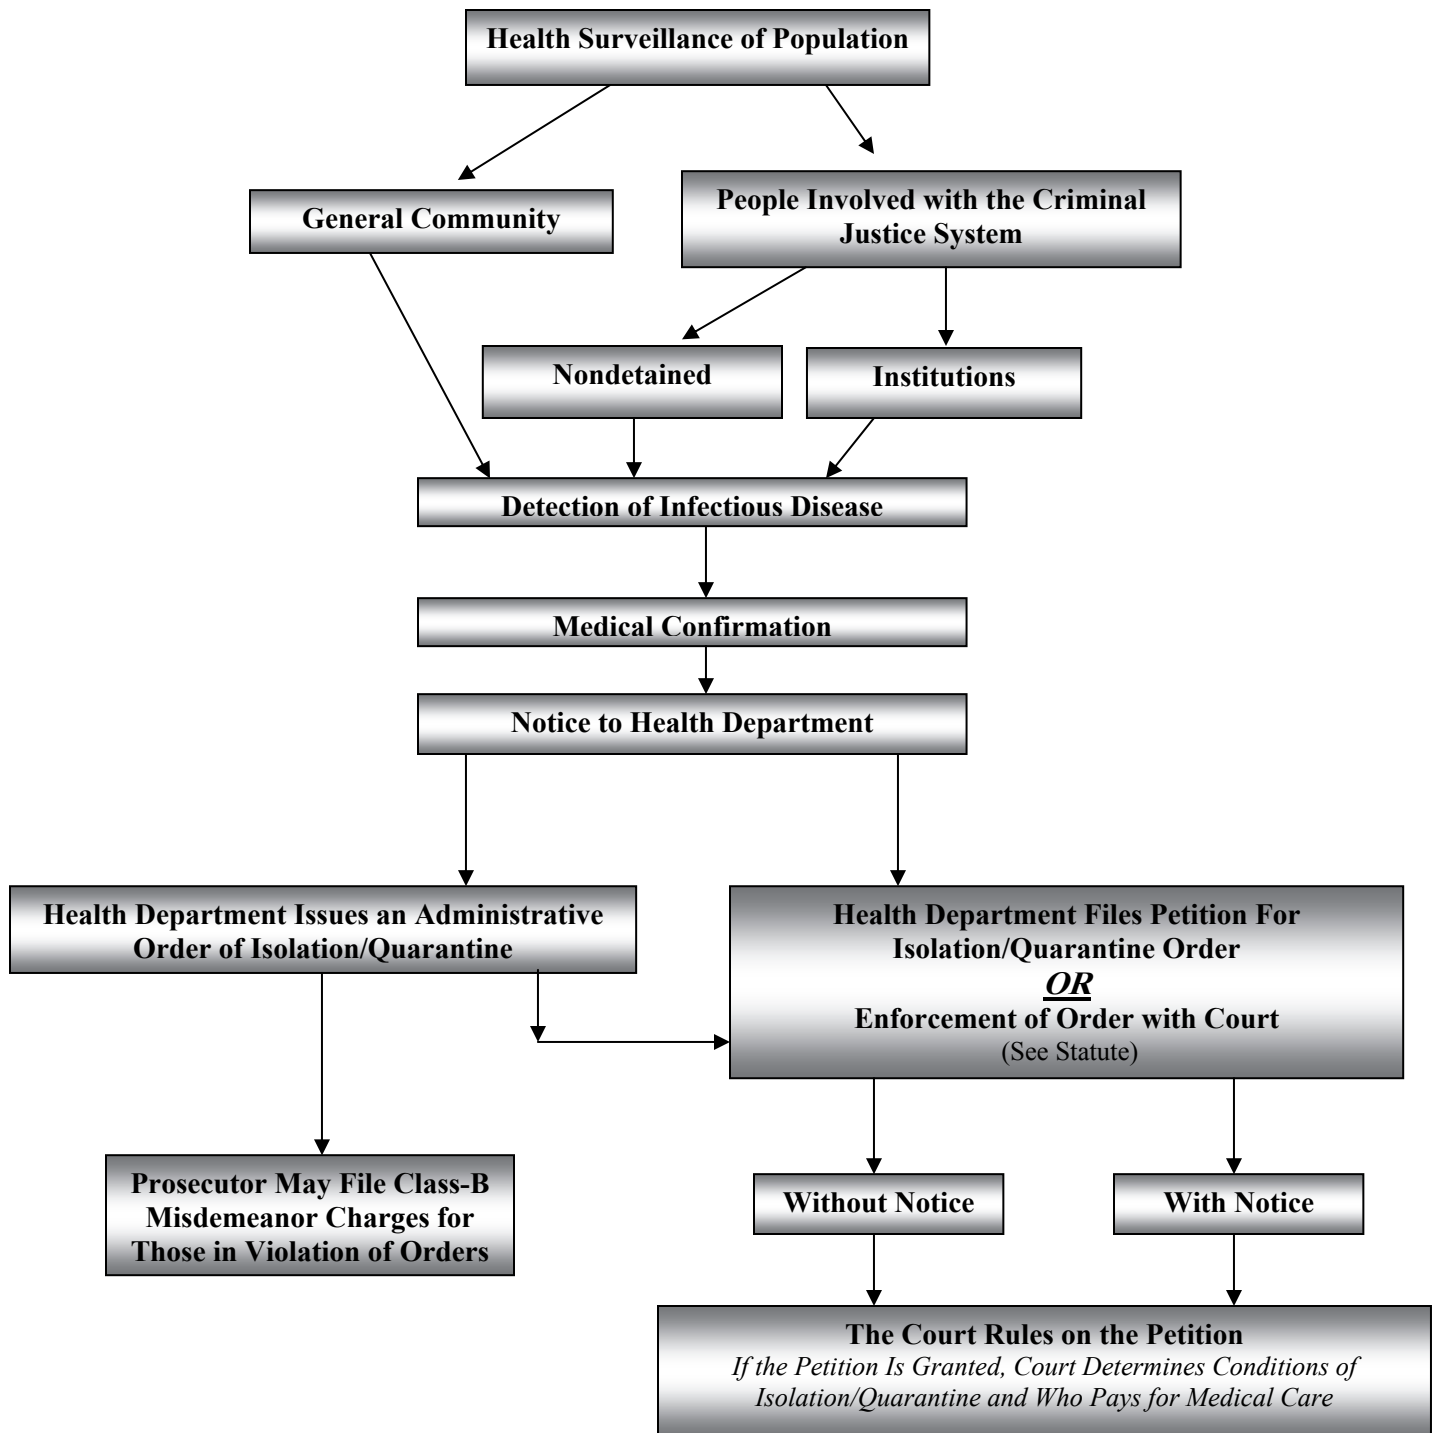 Health Surveillance of Population
General Community
People Involved with the Criminal
Justice System
Nondetained
Institutions
Detection of Infectious Disease
Medical Confirmation
Notice to Health Department
Health Department Issues an Administrative
Order of Isolation/Quarantine
Health Department Files Petition For
Isolation/Quarantine Order
OR
Enforcement of Order with Court
(See Statute)
Prosecutor May File Class-B
Misdemeanor Charges for
Those in Violation of Orders
Without Notice
With Notice
The Court Rules on the Petition
If the Petition Is Granted, Court Determines Conditions of
Isolation/Quarantine and Who Pays for Medical Care